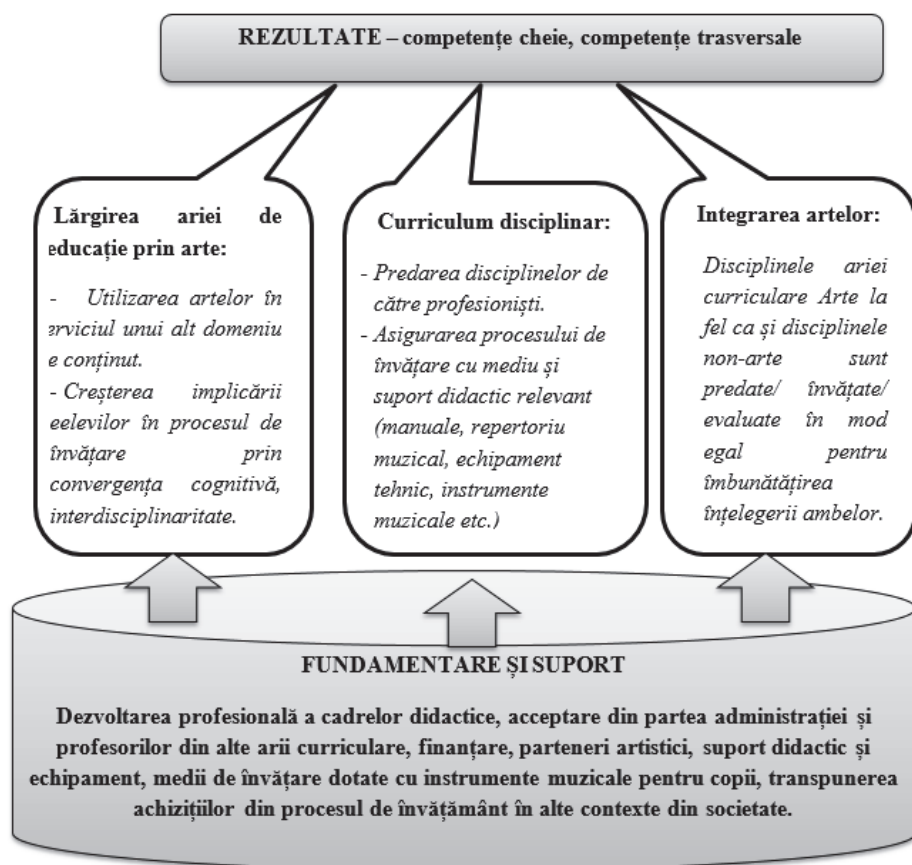 REZULTATE – competențe cheie, competențe trasversale
Lărgirea ariei de
educație prin arte:
- Utilizarea artelor în
erviciul unui alt domeniu
e conținut.
- Creșterea implicării
eelevilor în procesul de
învățare prin
convergența cognitivă,
interdisciplinaritate.
Curriculum disciplinar:
- Predarea disciplinelor de
către profesioniști.
- Asigurarea procesului de
învățare cu mediu și
suport didactic relevant
(manuale, repertoriu
muzical, echipament
tehnic, instrumente
muzicale etc.)
Integrarea artelor:
Disciplinele ariei
curriculare Arte la
fel ca și disciplinele
non-arte sunt
predate/ învățate/
evaluate în mod
egal pentru
îmbunătățirea
înțelegerii ambelor.
FUNDAMENTARE ȘI SUPORT
Dezvoltarea profesională a cadrelor didactice, acceptare din partea administrației și
profesorilor din alte arii curriculare, finanțare, parteneri artistici, suport didactic și
echipament, medii de învățare dotate cu instrumente muzicale pentru copii, transpunerea
achizițiilor din procesul de învățământ în alte contexte din societate.